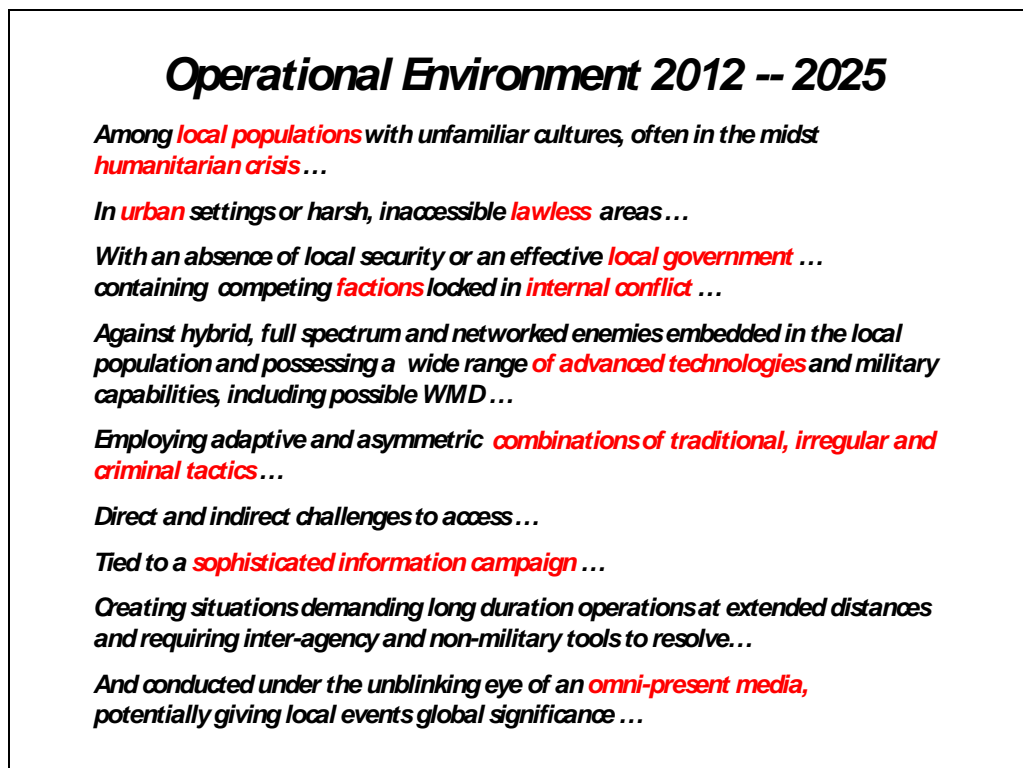 Operational Environment 2012 -- 2025
Among local populations with unfamiliar cultures, often in the midst
humanitarian crisis …
In urban settings or harsh, inaccessible lawless areas …
With an absence of local security or an effective local government …
containing competing factions locked in internal conflict …
Against hybrid, full spectrum and networked enemies embedded in the local
population and possessing a wide range of advanced technologies and military
capabilities, including possible WMD …
Employing adaptive and asymmetric combinations of traditional, irregular and
criminal tactics …
Direct and indirect challenges to access …
Tied to a sophisticated information campaign …
Creating situations demanding long duration operations at extended distances
and requiring inter-agency and non-military tools to resolve…
And conducted under the unblinking eye of an omni-present media,
potentially giving local events global significance …